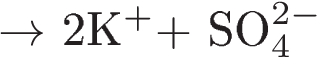 → 2K⁺ + SO₄²⁻